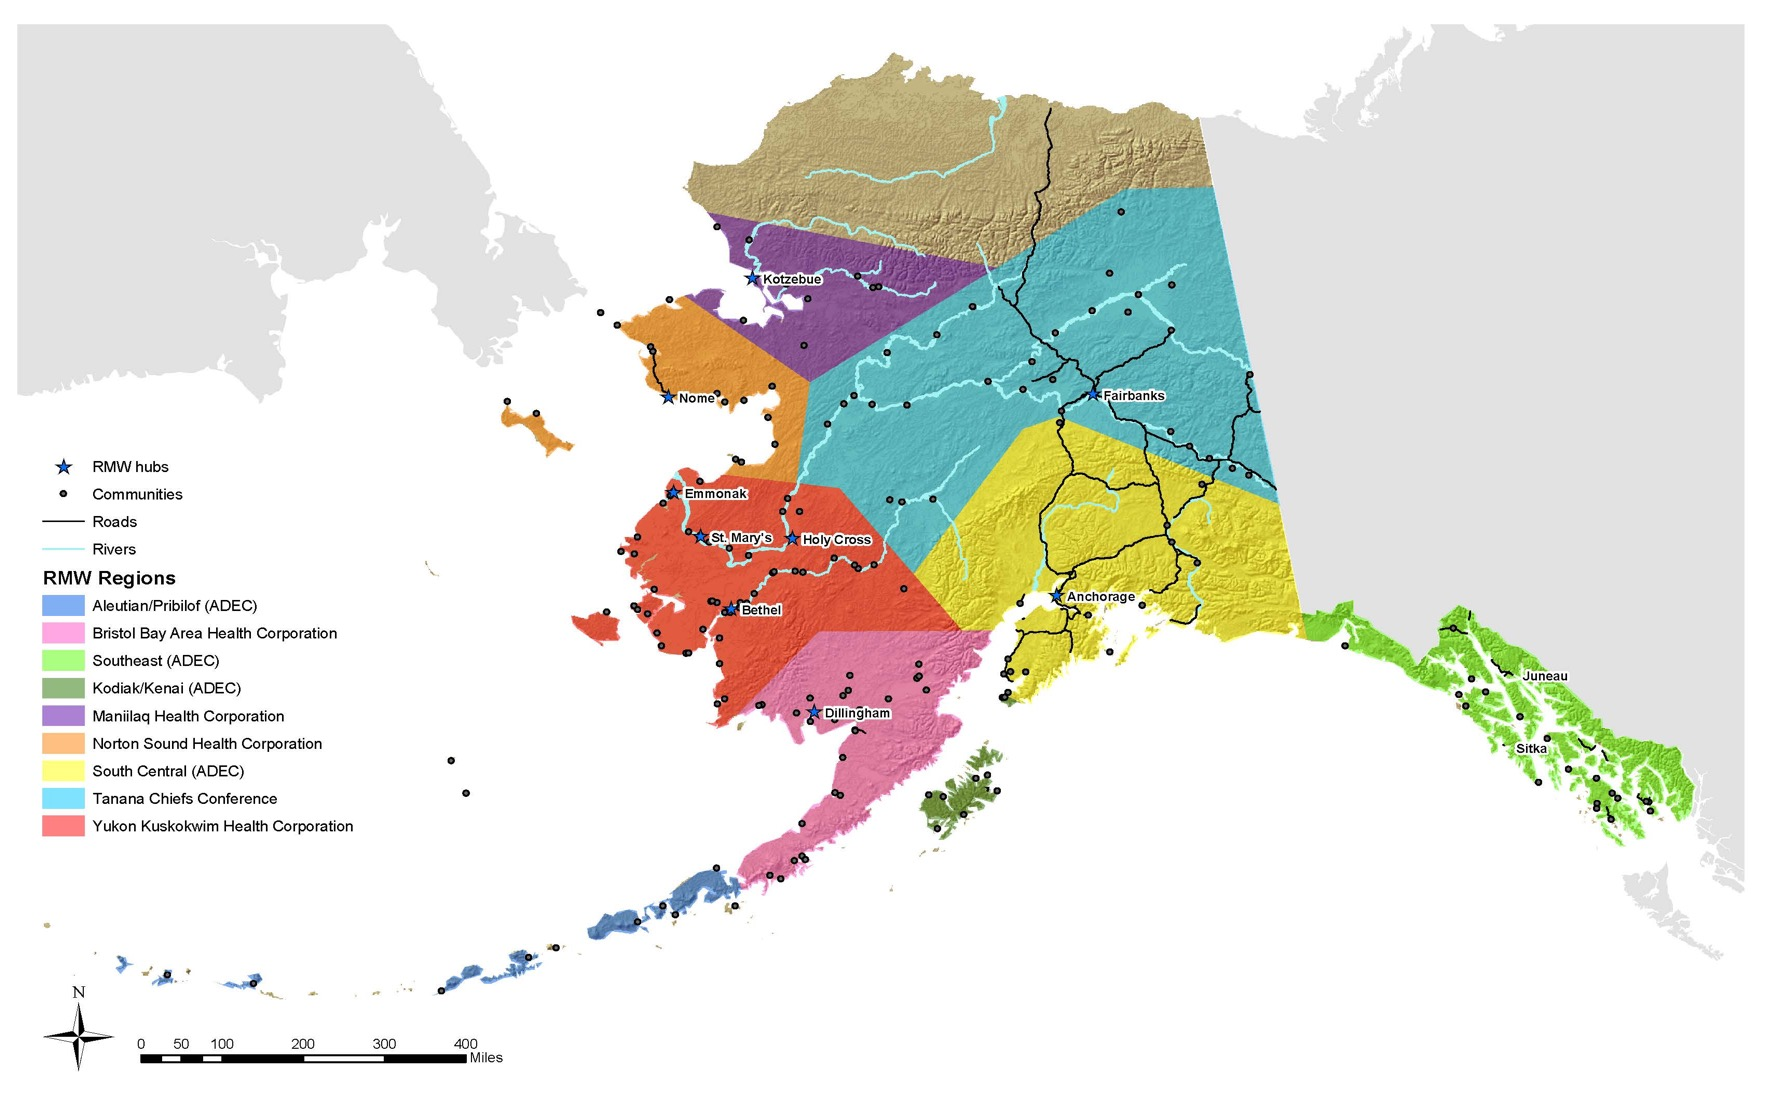 Kotzebue
Nome
Fairbanks
RMW hubs
Communities
Roads
Rivers
Emmonak
St. Mary's
Holy Cross
Bethel
Anchorage
RMW Regions
Aleutian/Pribilof (ADEC)
Bristol Bay Area Health Corporation
Southeast (ADEC)
Kodiak/Kenai (ADEC)
Maniilaq Health Corporation
Norton Sound Health Corporation
South Central (ADEC)
Tanana Chiefs Conference
Yukon Kuskokwim Health Corporation
Juneau
Dillingham
Sitka
N
0 50 100 200 300 400
Miles